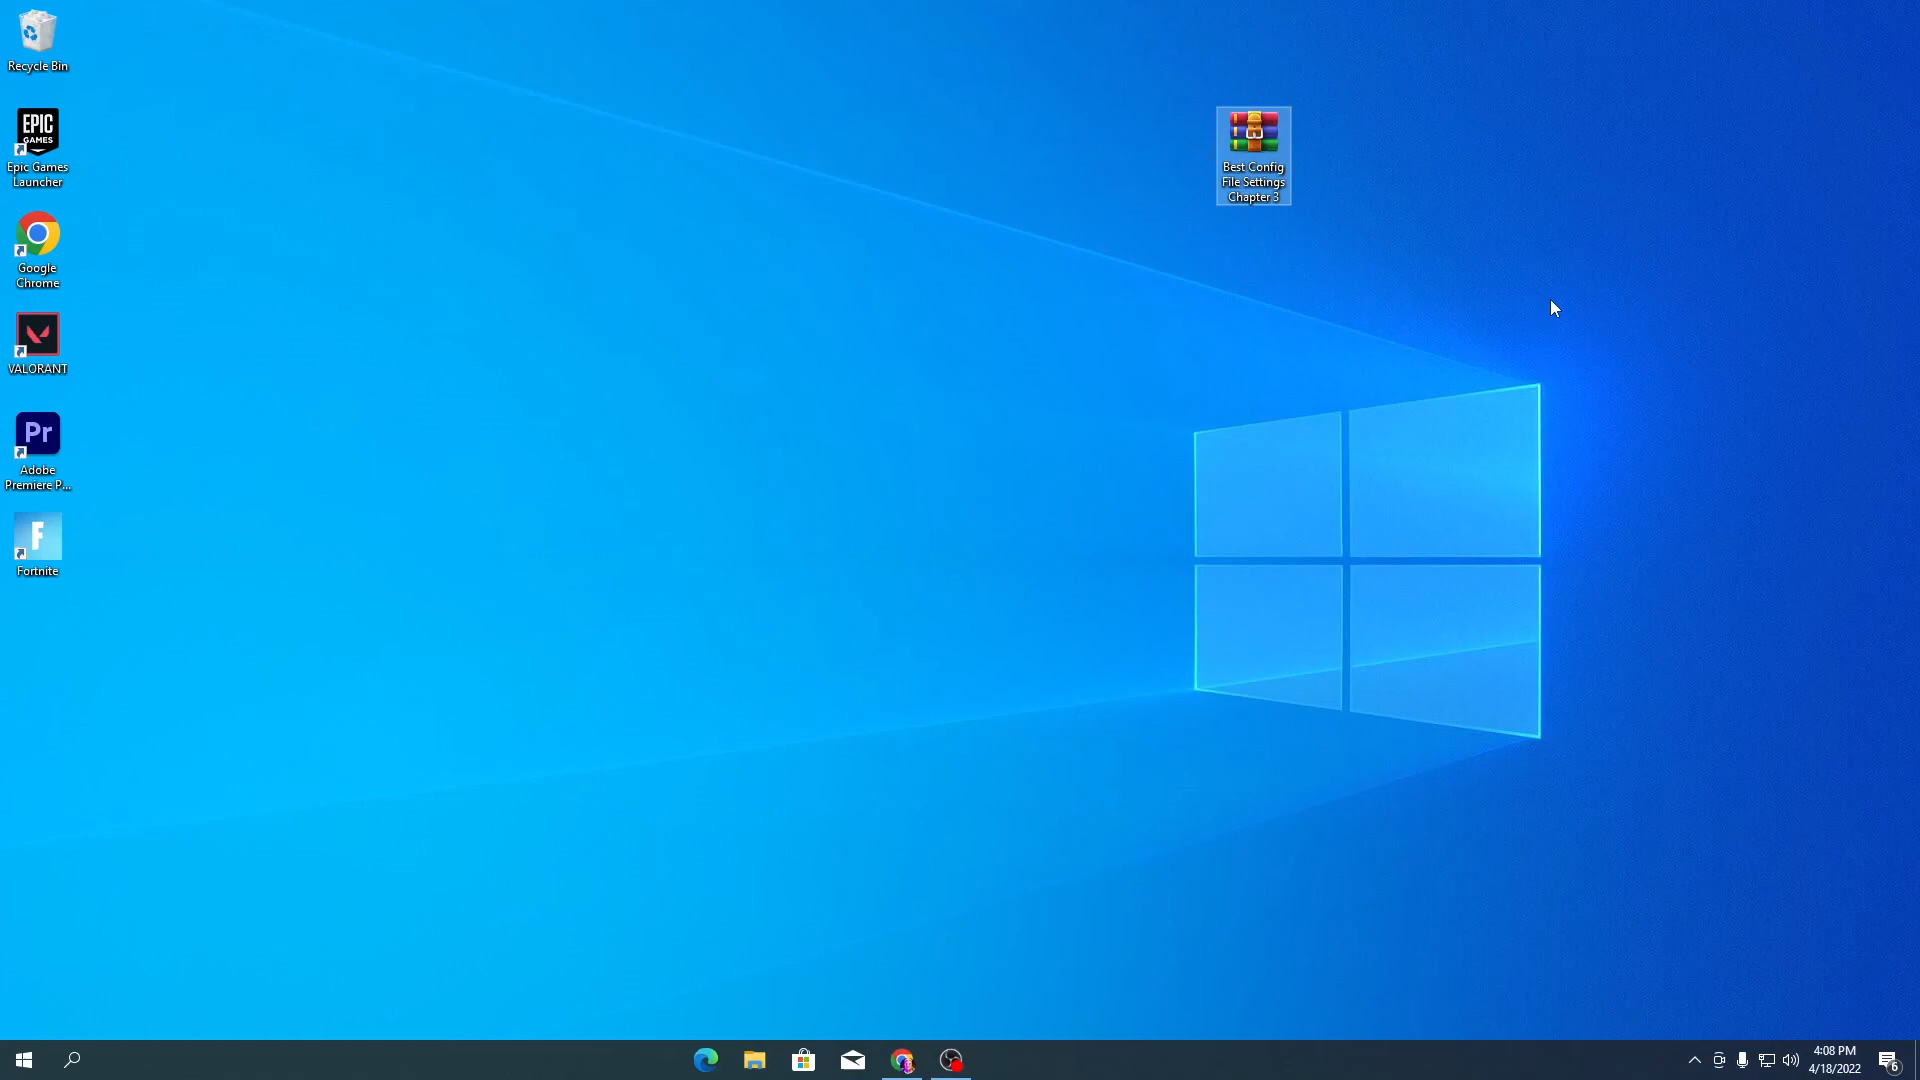 Recycle Bin
EPIC
GAMES
Epic Games
Launcher
Google
Chrome
VALORANT
Pr
Adobe
Premiere P...
F
Fortnite
Best Config
File Settings
Chapter 3
4:08 PM
4/18/2022
6